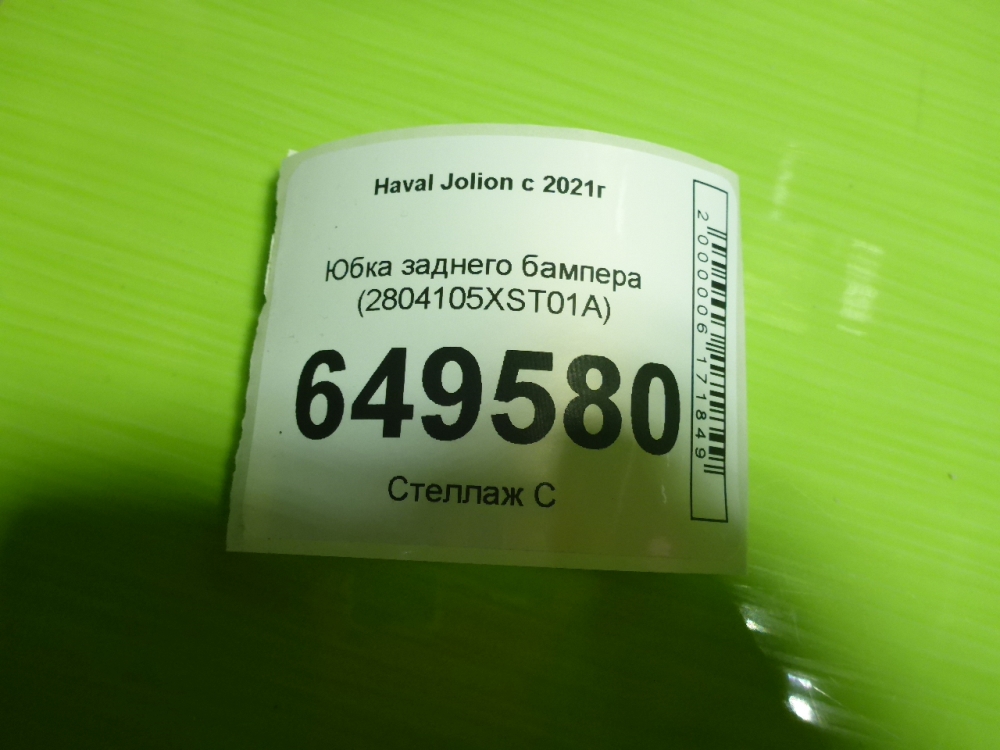 Haval Jolion с 2021г
Юбка заднего бампера
(2804105XST01A)
649580
Стеллаж С
2000006171849